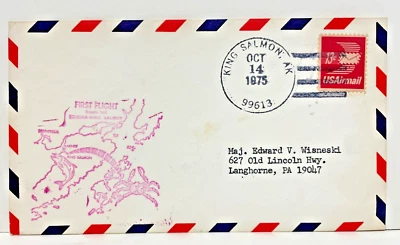 FIRST FLIGHT
KING SALMON, AK
OCT
14
1975
99613
13c
USAirmail
Maj. Edward V. Wisneski
627 Old Lincoln Hwy.
Langhorne, PA 19047